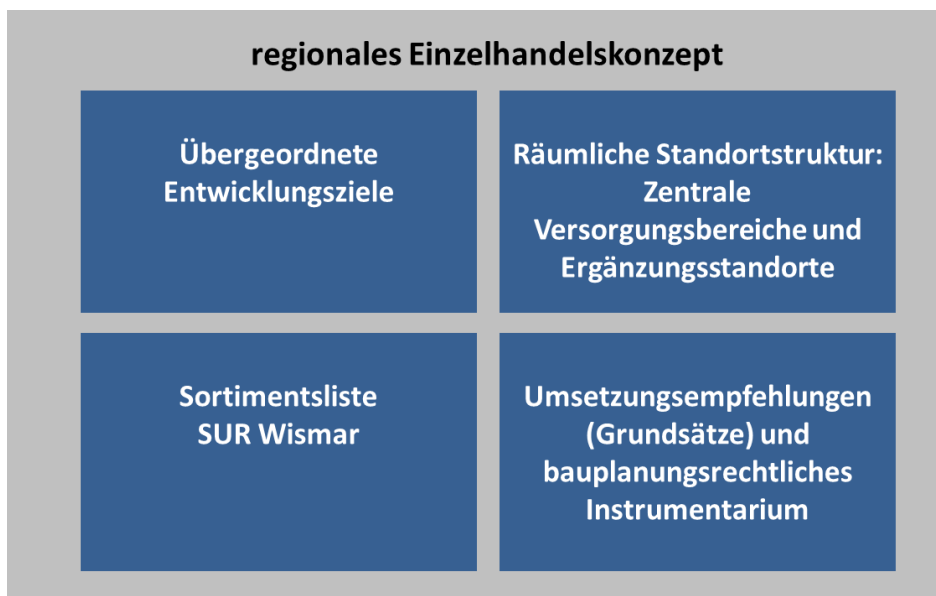 regionales Einzelhandelskonzept
Übergeordnete
Entwicklungsziele
Räumliche Standortstruktur:
Zentrale
Versorgungsbereiche und
Ergänzungsstandorte
Sortimentsliste
SUR Wismar
Umsetzungsempfehlungen
(Grundsätze) und
bauplanungsrechtliches
Instrumentarium